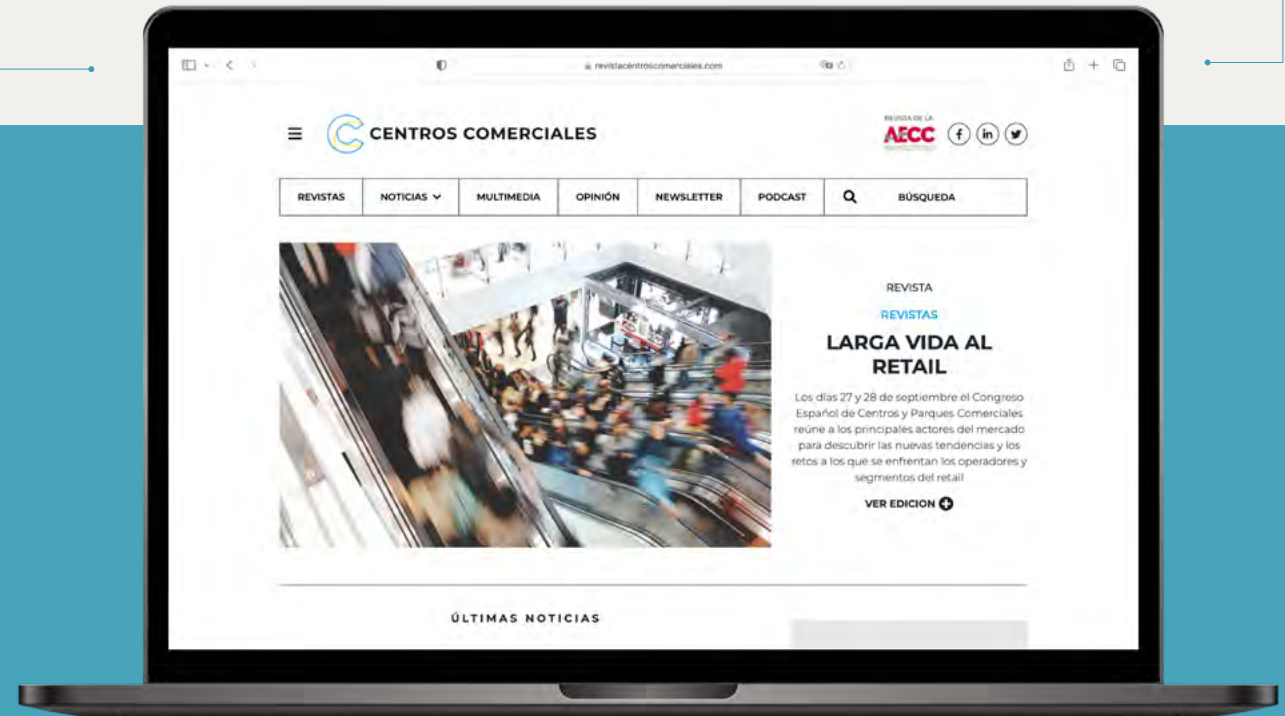 revistacentroscomerciales.com
CENTROS COMERCIALES
REVISTA DE LA
AECC
REVISTAS
NOTICIAS
MULTIMEDIA
OPINIÓN
NEWSLETTER
PODCAST
BÚSQUEDA
REVISTA
REVISTAS
LARGA VIDA AL
RETAIL
Los días 27 y 28 de septiembre el Congreso
Español de Centros y Parques Comerciales
reúne a los principales actores del mercado
para descubrir las nuevas tendencias y los
retos a los que se enfrentan los operadores y
segmentos del retail
VER EDICION
ÚLTIMAS NOTICIAS